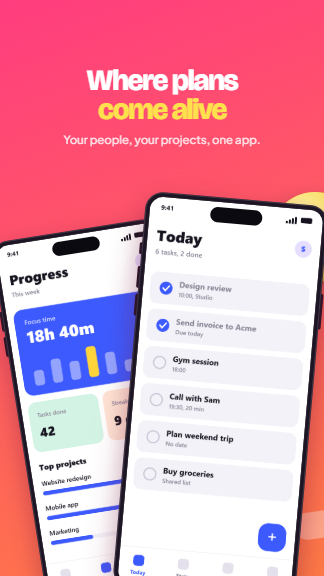 Where plans
come alive
Your people, your projects, one app.
9:41
Progress
This week
Focus time
18h 40m
Tasks done
42
9
Top projects
Website redesign
Mobile app
Marketing
9:41
Today
6 tasks, 2 done
S
Design review
10:00, Studio
Send invoice to Acme
Due today
Gym session
18:00
Call with Sam
19:30, 20 min
Plan weekend trip
No date
Buy groceries
Shared list
+
Today